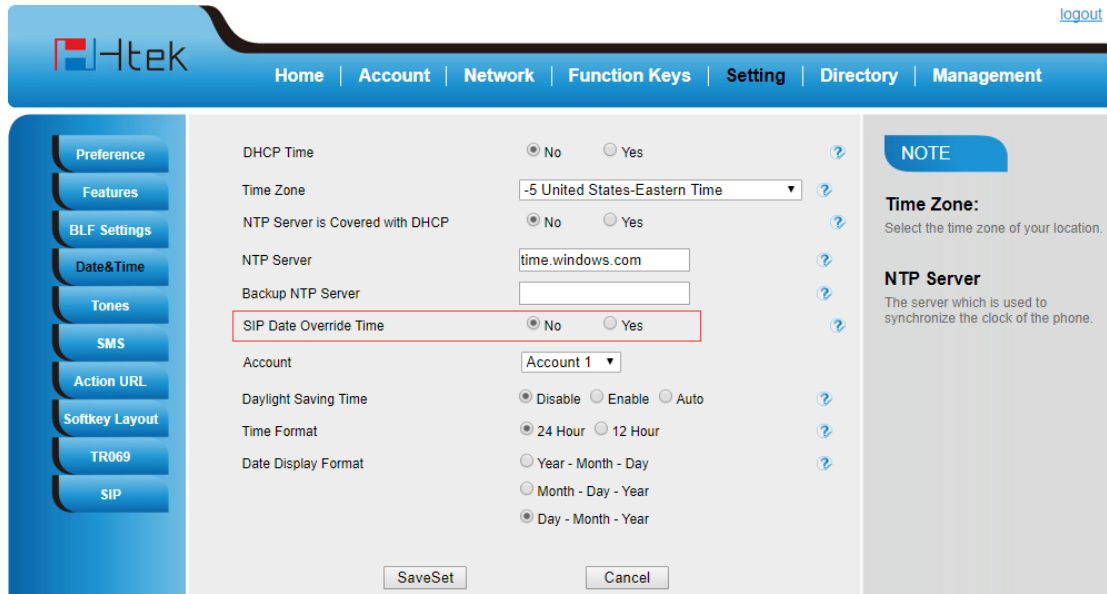 logout
Htek
Home | Account | Network | Function Keys | Setting | Directory | Management
Preference
Features
BLF Settings
Date&Time
Tones
SMS
Action URL
Softkey Layout
TR069
SIP
DHCP Time No Yes
Time Zone -5 United States-Eastern Time
NTP Server is Covered with DHCP No Yes
NTP Server time.windows.com
Backup NTP Server
SIP Date Override Time No Yes
Account Account 1
Daylight Saving Time Disable Enable Auto
Time Format 24 Hour 12 Hour
Date Display Format Year - Month - Day
Month - Day - Year
Day - Month - Year
SaveSet Cancel
NOTE
Time Zone:
Select the time zone of your location.
NTP Server
The server which is used to
synchronize the clock of the phone.